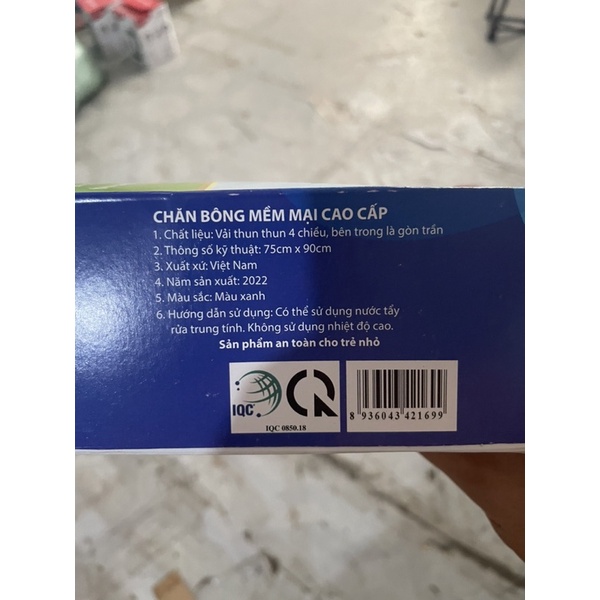 CHĂN BÔNG MỀM MẠI CAO CẤP
1. Chất liệu: Vải thun thun 4 chiều, bên trong là gòn trần
2. Thông số kỹ thuật: 75cm x 90cm
3. Xuất xứ: Việt Nam
4. Năm sản xuất: 2022
5. Màu sắc: Màu xanh
6. Hướng dẫn sử dụng: Có thể sử dụng nước tẩy
rửa trung tính. Không sử dụng nhiệt độ cao.
Sản phẩm an toàn cho trẻ nhỏ
IQC
CR
IQC 0850.18
8 936043 421699